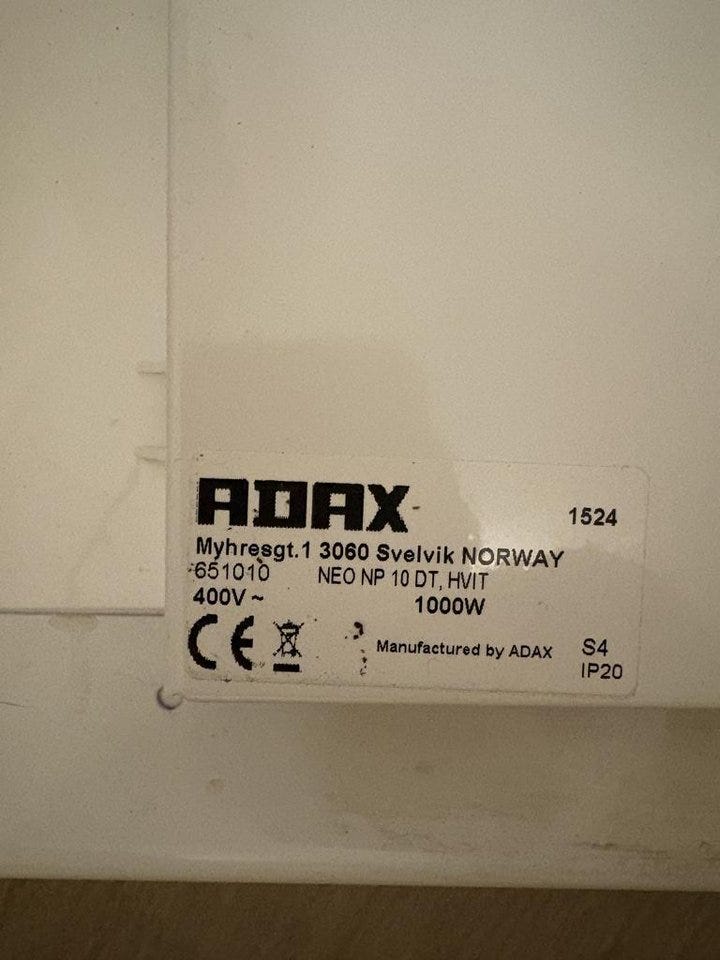 ADAX
1524
Myhresgt.1 3060 Svelvik NORWAY
651010 NEO NP 10 DT, HVIT
400V ~ 1000W
CE
Manufactured by ADAX S4
IP20